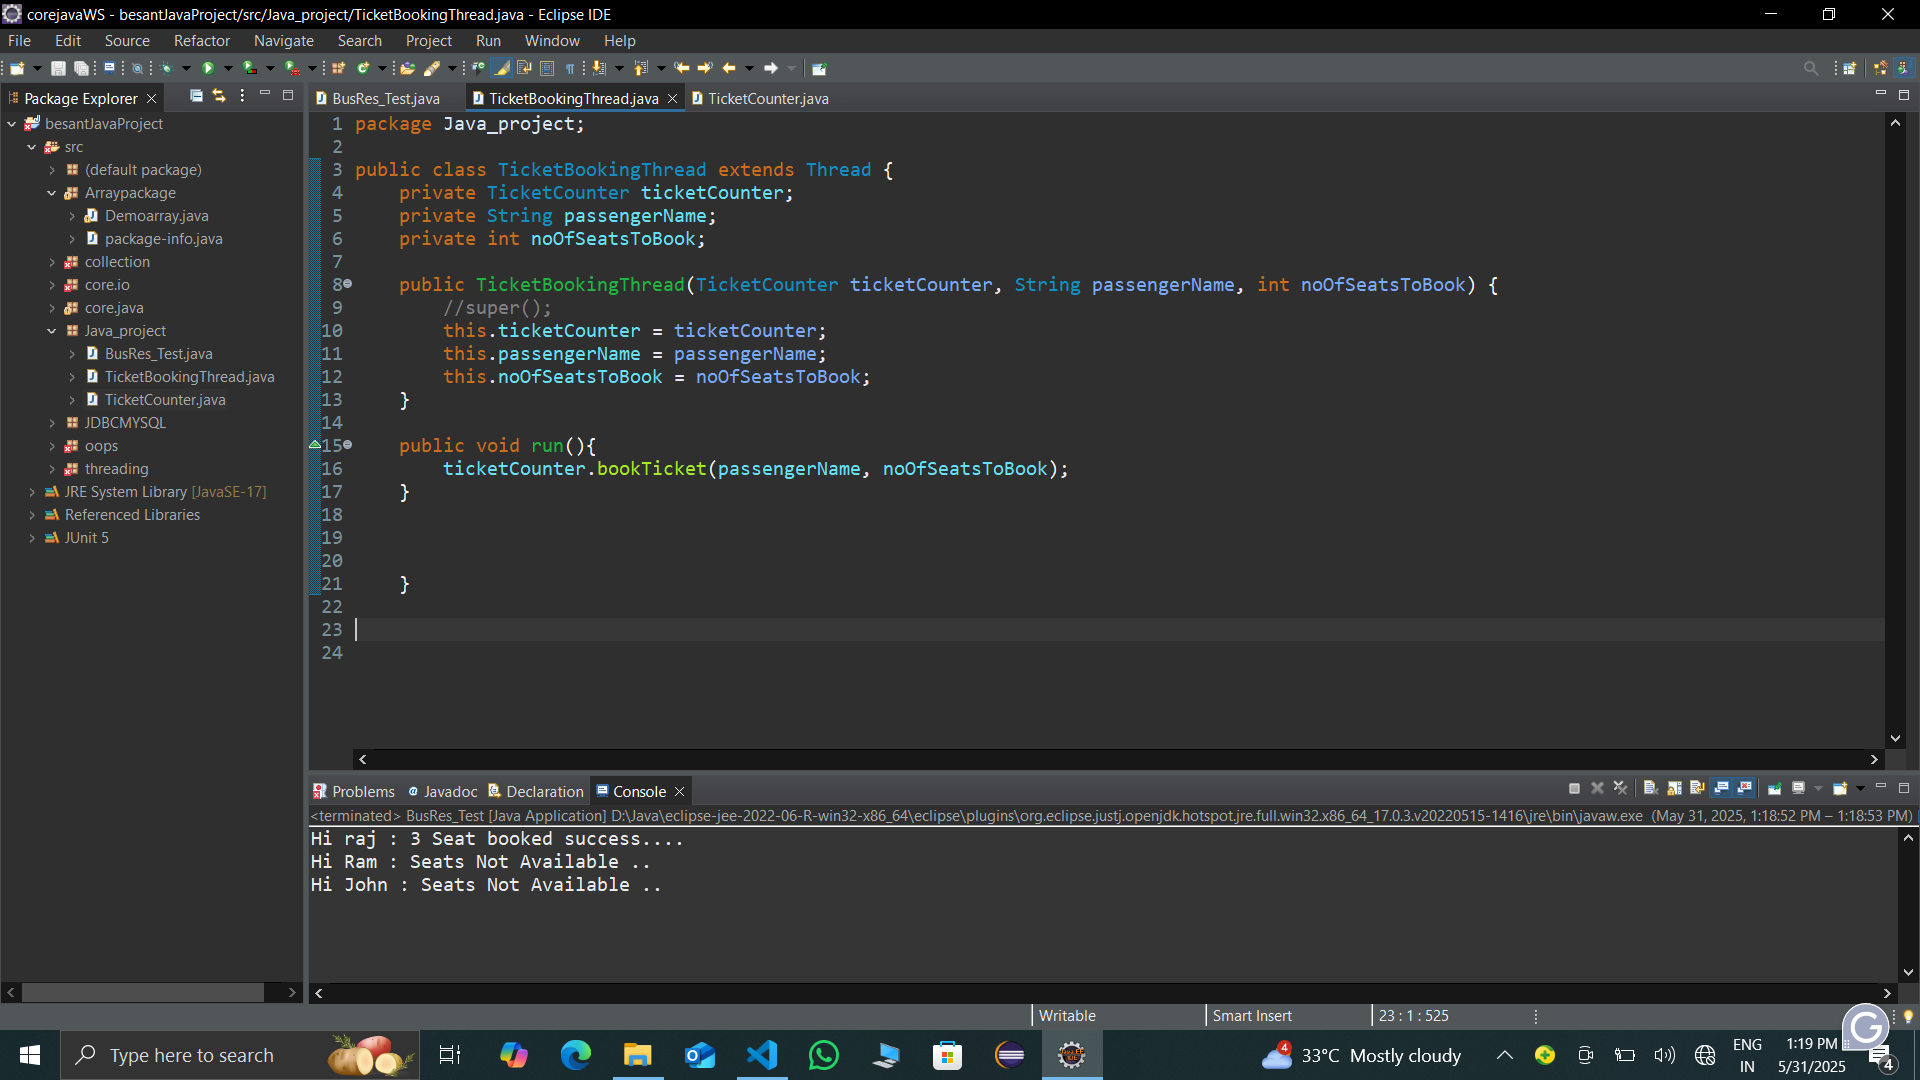 corejavaWS - besantJavaProject/src/Java_project/TicketBookingThread.java - Eclipse IDE
File Edit Source Refactor Navigate Search Project Run Window Help
Package Explorer
besantJavaProject
src
(default package)
Arraypackage
Demoarray.java
package-info.java
collection
core.io
core.java
Java_project
BusRes_Test.java
TicketBookingThread.java
TicketCounter.java
JDBCMYSQL
oops
threading
JRE System Library [JavaSE-17]
Referenced Libraries
JUnit 5
BusRes_Test.java TicketBookingThread.java TicketCounter.java
1 package Java_project;
2
3 public class TicketBookingThread extends Thread {
4 private TicketCounter ticketCounter;
5 private String passengerName;
6 private int noOfSeatsToBook;
7
8 public TicketBookingThread(TicketCounter ticketCounter, String passengerName, int noOfSeatsToBook) {
9 //super();
10 this.ticketCounter = ticketCounter;
11 this.passengerName = passengerName;
12 this.noOfSeatsToBook = noOfSeatsToBook;
13 }
14
15 public void run(){
16 ticketCounter.bookTicket(passengerName, noOfSeatsToBook);
17 }
18
19
20
21 }
22
23
24
Problems Javadoc Declaration Console
<terminated> BusRes_Test [Java Application] D:\Java\eclipse-jee-2022-06-R-win32-x86_64\eclipse\plugins\org.eclipse.justj.openjdk.hotspot.jre.full.win32.x86_64_17.0.3.v20220515-1416\jre\bin\javaw.exe (May 31, 2025, 1:18:52 PM – 1:18:53 PM)
Hi raj : 3 Seat booked success....
Hi Ram : Seats Not Available ..
Hi John : Seats Not Available ..
Writable Smart Insert 23 : 1 : 525
Type here to search
4 33°C Mostly cloudy
ENG
IN
1:19 PM
5/31/2025
4